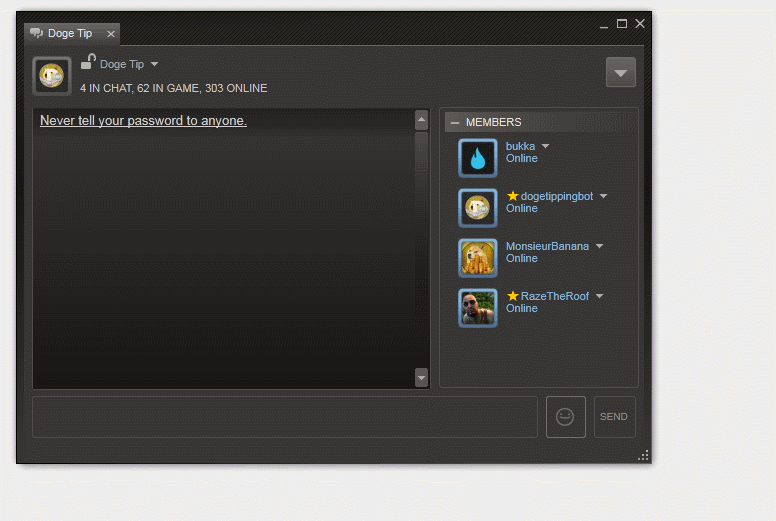 Doge Tip
Doge Tip
4 IN CHAT, 62 IN GAME, 303 ONLINE
Never tell your password to anyone.
MEMBERS
bukka
Online
dogetippingbot
Online
MonsieurBanana
Online
RazeTheRoof
Online
SEND